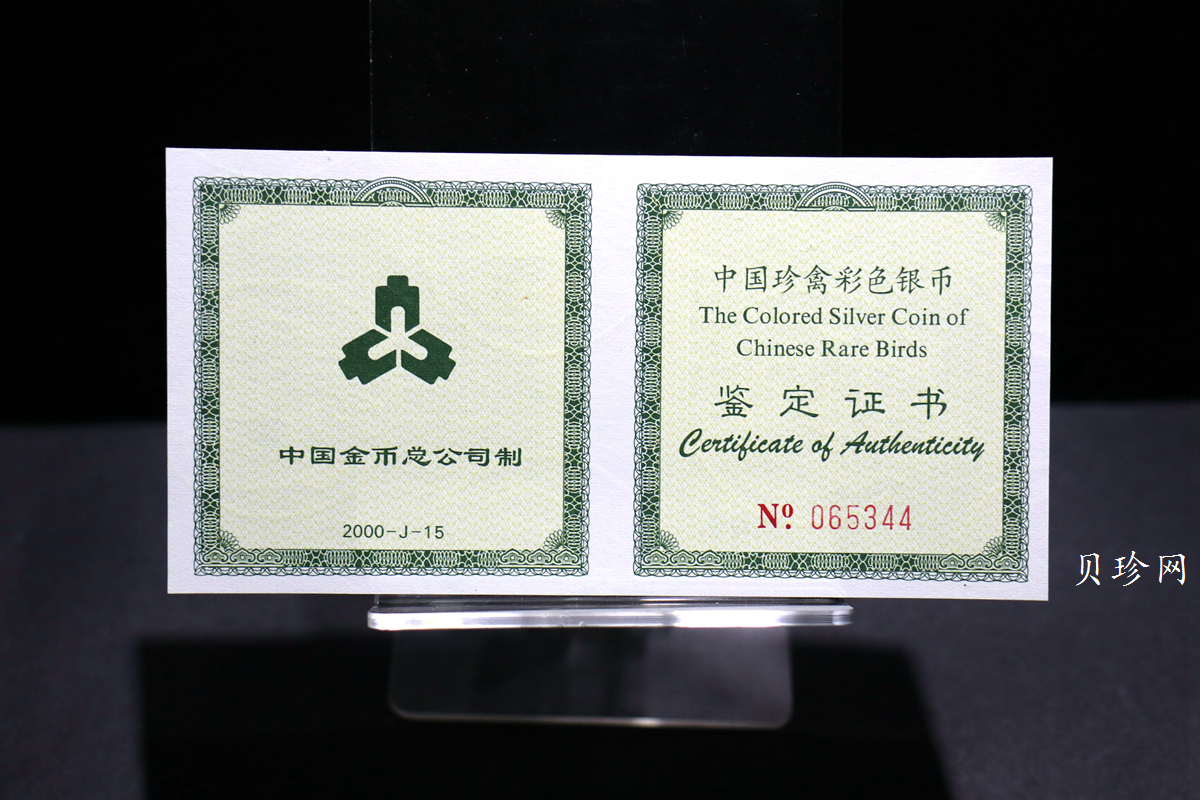 中国金币总公司制
2000-J-15
中国珍禽彩色银币
The Colored Silver Coin of
Chinese Rare Birds
鉴定证书
Certificate of Authenticity
Nº. 065344
贝珍网